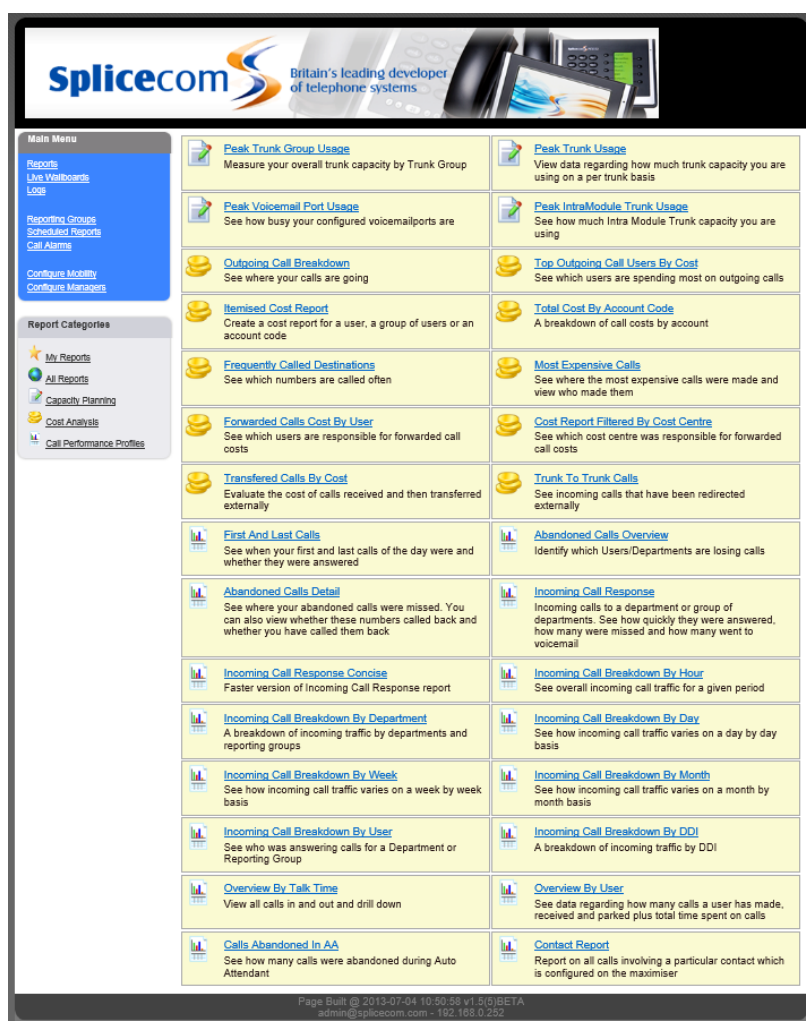 Splicecom
Britain's leading developer
of telephone systems
Main Menu
Reports
Live Wallboards
Logs
Reporting Groups
Scheduled Reports
Call Alarms
Configure Mobility
Configure Managers
Report Categories
My Reports
All Reports
Capacity Planning
Cost Analysis
Call Performance Profiles
Peak Trunk Group Usage
Measure your overall trunk capacity by Trunk Group
Peak Trunk Usage
View data regarding how much trunk capacity you are
using on a per trunk basis
Peak Voicemail Port Usage
See how busy your configured voicemailports are
Peak IntraModule Trunk Usage
See how much Intra Module Trunk capacity you are
using
Outgoing Call Breakdown
See where your calls are going
Top Outgoing Call Users By Cost
See which users are spending most on outgoing calls
Itemised Cost Report
Create a cost report for a user, a group of users or an
account code
Total Cost By Account Code
A breakdown of call costs by account
Frequently Called Destinations
See which numbers are called often
Most Expensive Calls
See where the most expensive calls were made and
view who made them
Forwarded Calls Cost By User
See which users are responsible for forwarded call
costs
Cost Report Filtered By Cost Centre
See which cost centre was responsible for forwarded
call costs
Transfered Calls By Cost
Evaluate the cost of calls received and then transferred
externally
Trunk To Trunk Calls
See incoming calls that have been redirected
externally
First And Last Calls
See when your first and last calls of the day were and
whether they were answered
Abandoned Calls Overview
Identify which Users/Departments are losing calls
Abandoned Calls Detail
See where your abandoned calls were missed. You
can also view whether these numbers called back and
whether you have called them back
Incoming Call Response
Incoming calls to a department or group of
departments. See how quickly they were answered,
how many were missed and how many went to
voicemail
Incoming Call Response Concise
Faster version of Incoming Call Response report
Incoming Call Breakdown By Hour
See overall incoming call traffic for a given period
Incoming Call Breakdown By Department
A breakdown of incoming traffic by departments and
reporting groups
Incoming Call Breakdown By Day
See how incoming call traffic varies on a day by day
basis
Incoming Call Breakdown By Week
See how incoming call traffic varies on a week by week
basis
Incoming Call Breakdown By Month
See how incoming call traffic varies on a month by
month basis
Incoming Call Breakdown By User
See who was answering calls for a Department or
Reporting Group
Incoming Call Breakdown By DDI
A breakdown of incoming traffic by DDI
Overview By Talk Time
View all calls in and out and drill down
Overview By User
See data regarding how many calls a user has made,
received and parked plus total time spent on calls
Calls Abandoned In AA
See how many calls were abandoned during Auto
Attendant
Contact Report
Report on all calls involving a particular contact which
is configured on the maximiser
Page Built @ 2013-07-04 10:50:58 v1.5(5)BETA
admin@splicecom.com - 192.168.0.252